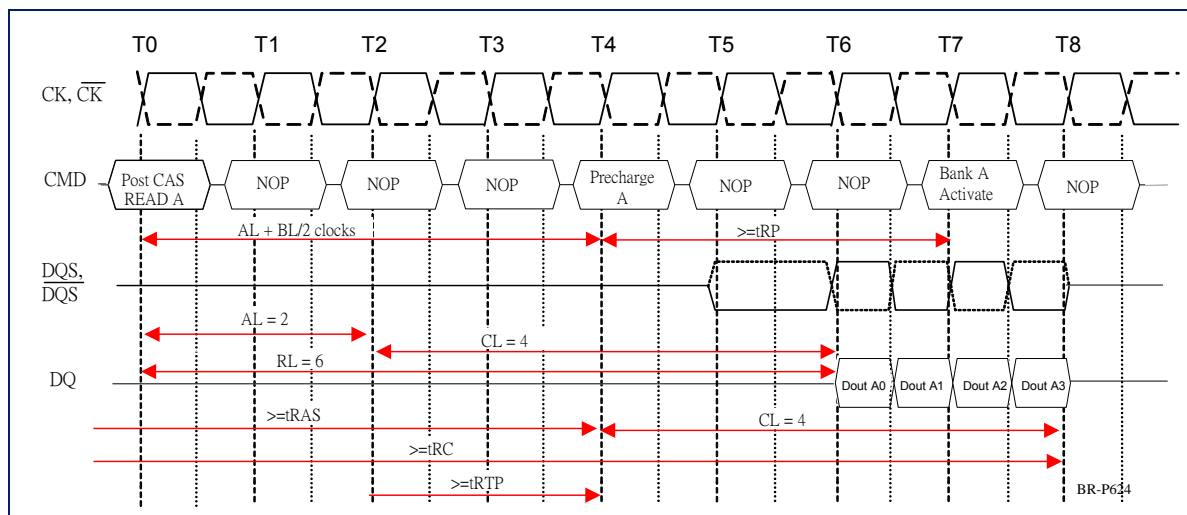 T0 T1 T2 T3 T4 T5 T6 T7 T8
CK, C̅K̅
CMD
Post CAS
READ A
NOP
NOP
NOP
Precharge
A
NOP
NOP
Bank A
Activate
NOP
AL + BL/2 clocks
>=tRP
DQS,
D̅Q̅S̅
AL = 2
CL = 4
RL = 6
DQ
Dout A0
Dout A1
Dout A2
Dout A3
>=tRAS
CL = 4
>=tRC
>=tRTP
BR-P624